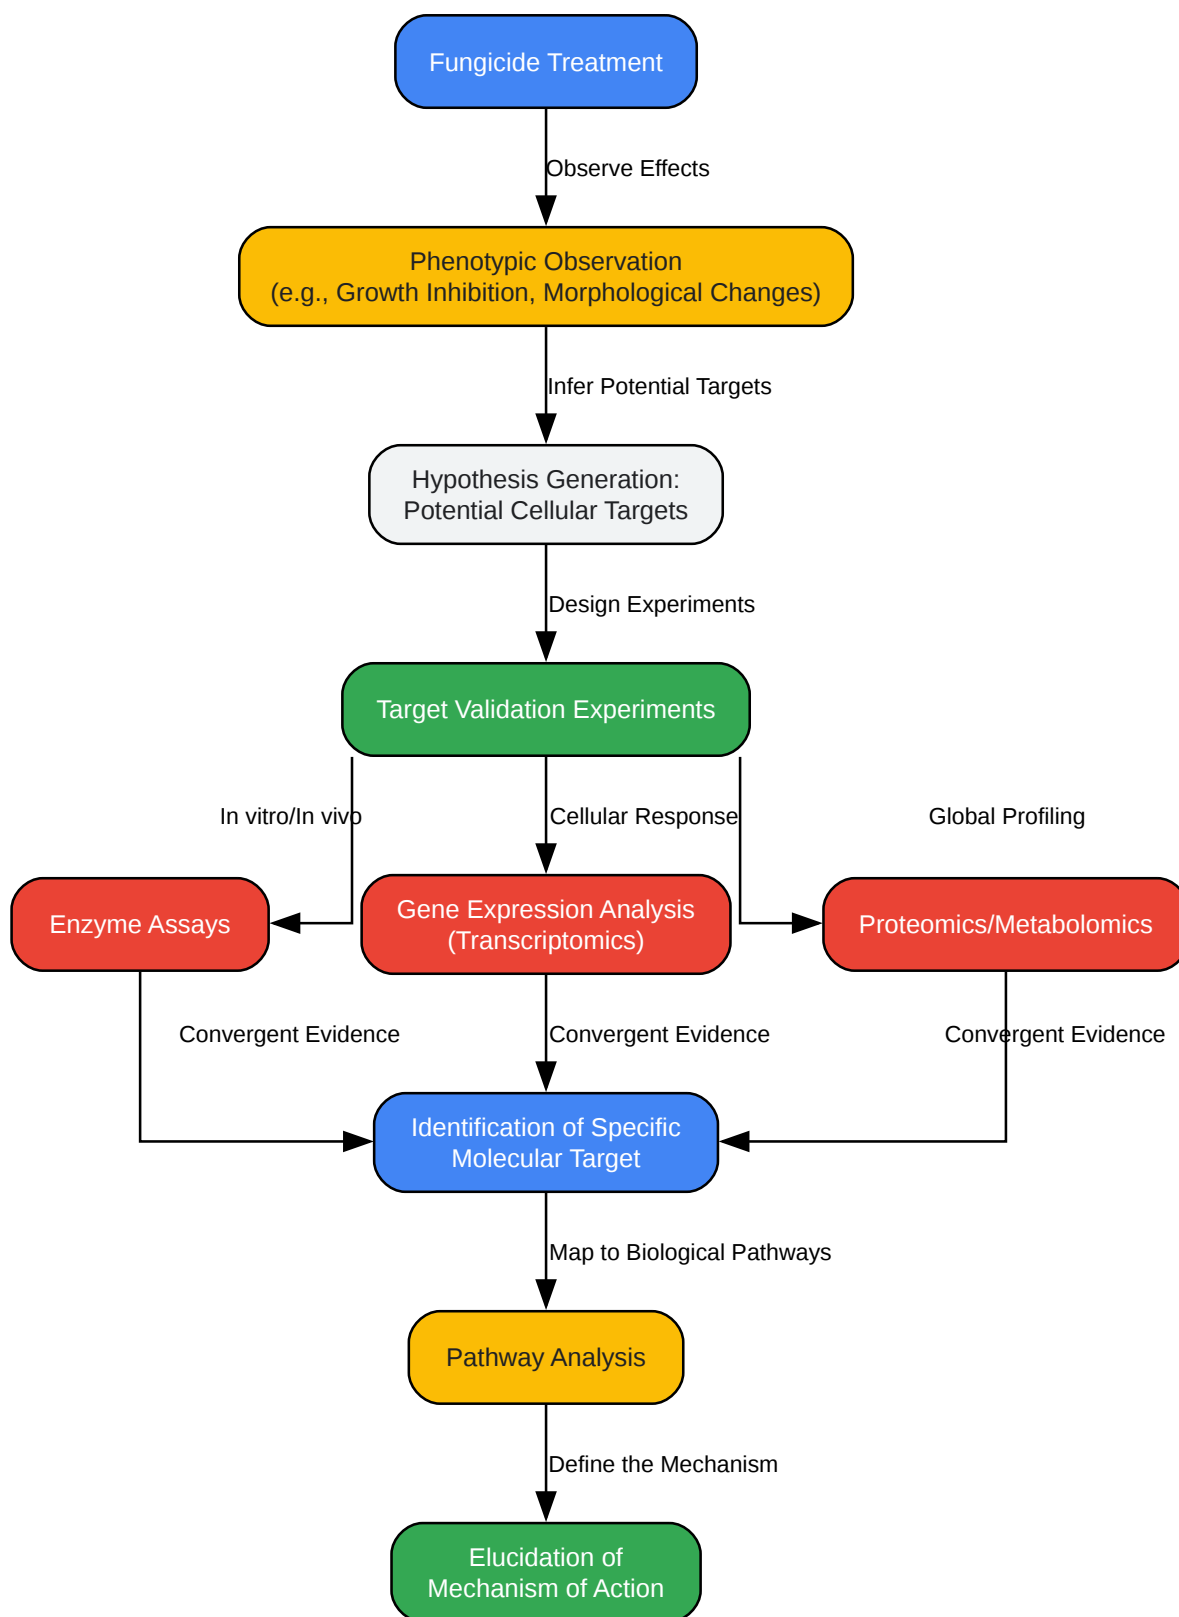 Fungicide Treatment
Observe Effects
Phenotypic Observation
(e.g., Growth Inhibition, Morphological Changes)
Infer Potential Targets
Hypothesis Generation:
Potential Cellular Targets
Design Experiments
Target Validation Experiments
In vitro/In vivo
Cellular Response
Global Profiling
Enzyme Assays
Gene Expression Analysis
(Transcriptomics)
Proteomics/Metabolomics
Convergent Evidence
Convergent Evidence
Convergent Evidence
Identification of Specific
Molecular Target
Map to Biological Pathways
Pathway Analysis
Define the Mechanism
Elucidation of
Mechanism of Action